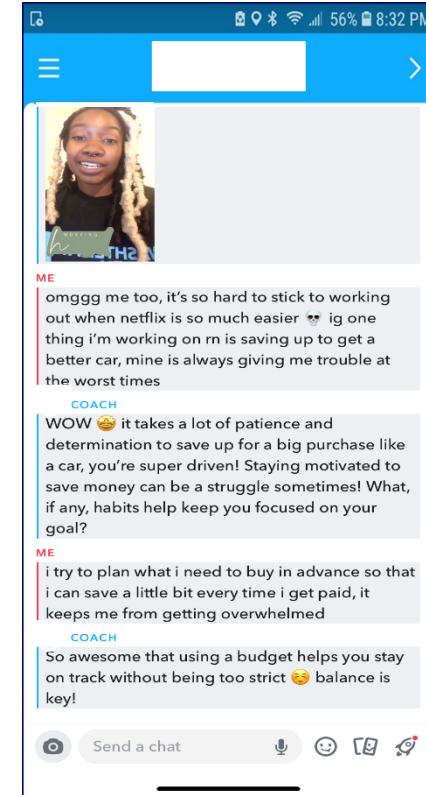 56% 8:32 PM
WORKING
h
ME
omggg me too, it's so hard to stick to working
out when netflix is so much easier 💀 ig one
thing i'm working on rn is saving up to get a
better car, mine is always giving me trouble at
the worst times
COACH
WOW 🤩 it takes a lot of patience and
determination to save up for a big purchase like
a car, you're super driven! Staying motivated to
save money can be a struggle sometimes! What,
if any, habits help keep you focused on your
goal?
ME
i try to plan what i need to buy in advance so that
i can save a little bit every time i get paid, it
keeps me from getting overwhelmed
COACH
So awesome that using a budget helps you stay
on track without being too strict ☺️ balance is
key!
Send a chat